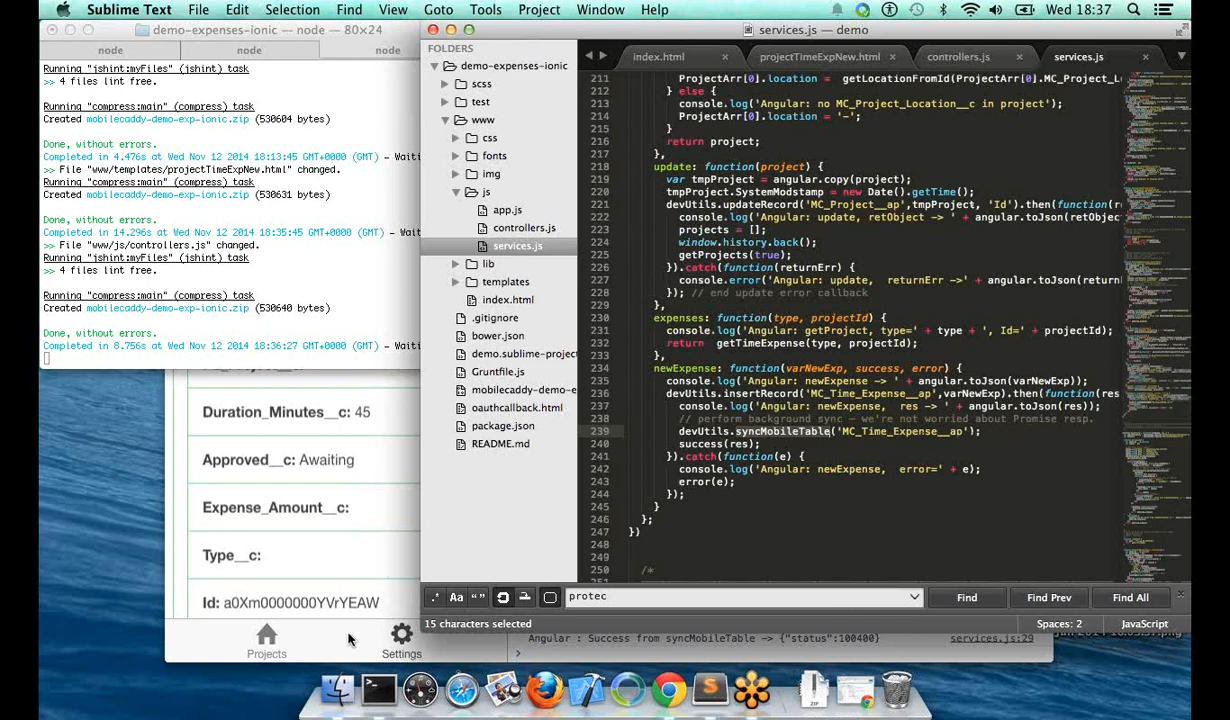 Sublime Text File Edit Selection Find View Goto Tools Project Window Help Wed 18:37
demo-expenses-ionic — node — 80×24
node node node
Running "jshint:myFiles" (jshint) task
>> 4 files lint free.
Running "compress:main" (compress) task
Created mobilecaddy-demo-exp-ionic.zip (530604 bytes)
Done, without errors.
Completed in 4.476s at Wed Nov 12 2014 18:13:45 GMT+0000 (GMT) - Waiti
>> File "www/templates/projectTimeExpNew.html" changed.
Created mobilecaddy-demo-exp-ionic.zip (530631 bytes)
Done, without errors.
Completed in 14.296s at Wed Nov 12 2014 18:35:45 GMT+0000 (GMT) - Wait
>> File "www/js/controllers.js" changed.
Running "jshint:myFiles" (jshint) task
>> 4 files lint free.
Running "compress:main" (compress) task
Created mobilecaddy-demo-exp-ionic.zip (530640 bytes)
Done, without errors.
Completed in 8.756s at Wed Nov 12 2014 18:36:27 GMT+0000 (GMT) - Waiti
Duration_Minutes__c: 45
Approved__c: Awaiting
Expense_Amount__c:
Type__c:
Id: a0Xm0000000YVrYEAW
Projects
Settings
services.js — demo
FOLDERS
demo-expenses-ionic
scss
test
www
css
fonts
img
js
app.js
controllers.js
services.js
lib
templates
index.html
.gitignore
bower.json
demo.sublime-project
Gruntfile.js
mobilecaddy-demo-e
oauthcallback.html
package.json
README.md
index.html projectTimeExpNew.html controllers.js services.js
211 ProjectArr[0].location = getLocationFromId(ProjectArr[0].MC_Project_L
212 } else {
213 console.log('Angular: no MC_Project_Location__c in project');
214 ProjectArr[0].location = '-';
215 }
216 return project;
217 },
218 update: function(project) {
219 var tmpProject = angular.copy(project);
220 tmpProject.SystemModstamp = new Date().getTime();
221 devUtils.updateRecord('MC_Project__ap',tmpProject, 'Id').then(function(
222 console.log('Angular: update, retObject -> ' + angular.toJson(retObjec
223 projects = [];
224 window.history.back();
225 getProjects(true);
226 }).catch(function(returnErr) {
227 console.error('Angular: update, returnErr ->' + angular.toJson(return
228 }); // end update error callback
229 },
230 expenses: function(type, projectId) {
231 console.log('Angular: getProject, type=' + type + ', Id=' + projectId);
232 return getTimeExpense(type, projectId);
233 },
234 newExpense: function(varNewExp, success, error) {
235 console.log('Angular: newExpense -> ' + angular.toJson(varNewExp));
236 devUtils.insertRecord('MC_Time_Expense__ap',varNewExp).then(function(res
237 console.log('Angular: newExpense, res -> ' + angular.toJson(res));
238 // perform background sync - we're not worried about Promise resp.
239 devUtils.syncMobileTable('MC_Time_Expense__ap');
240 success(res);
241 }).catch(function(e) {
242 console.log('Angular: newExpense, error=' + e);
243 error(e);
244 });
245 }
246 };
247 })
248
249
250 /*
.* Aa “ ” protec Find Find Prev Find All
15 characters selected Spaces: 2 JavaScript
Angular : Success from syncMobileTable -> {"status":100400} services.js:29